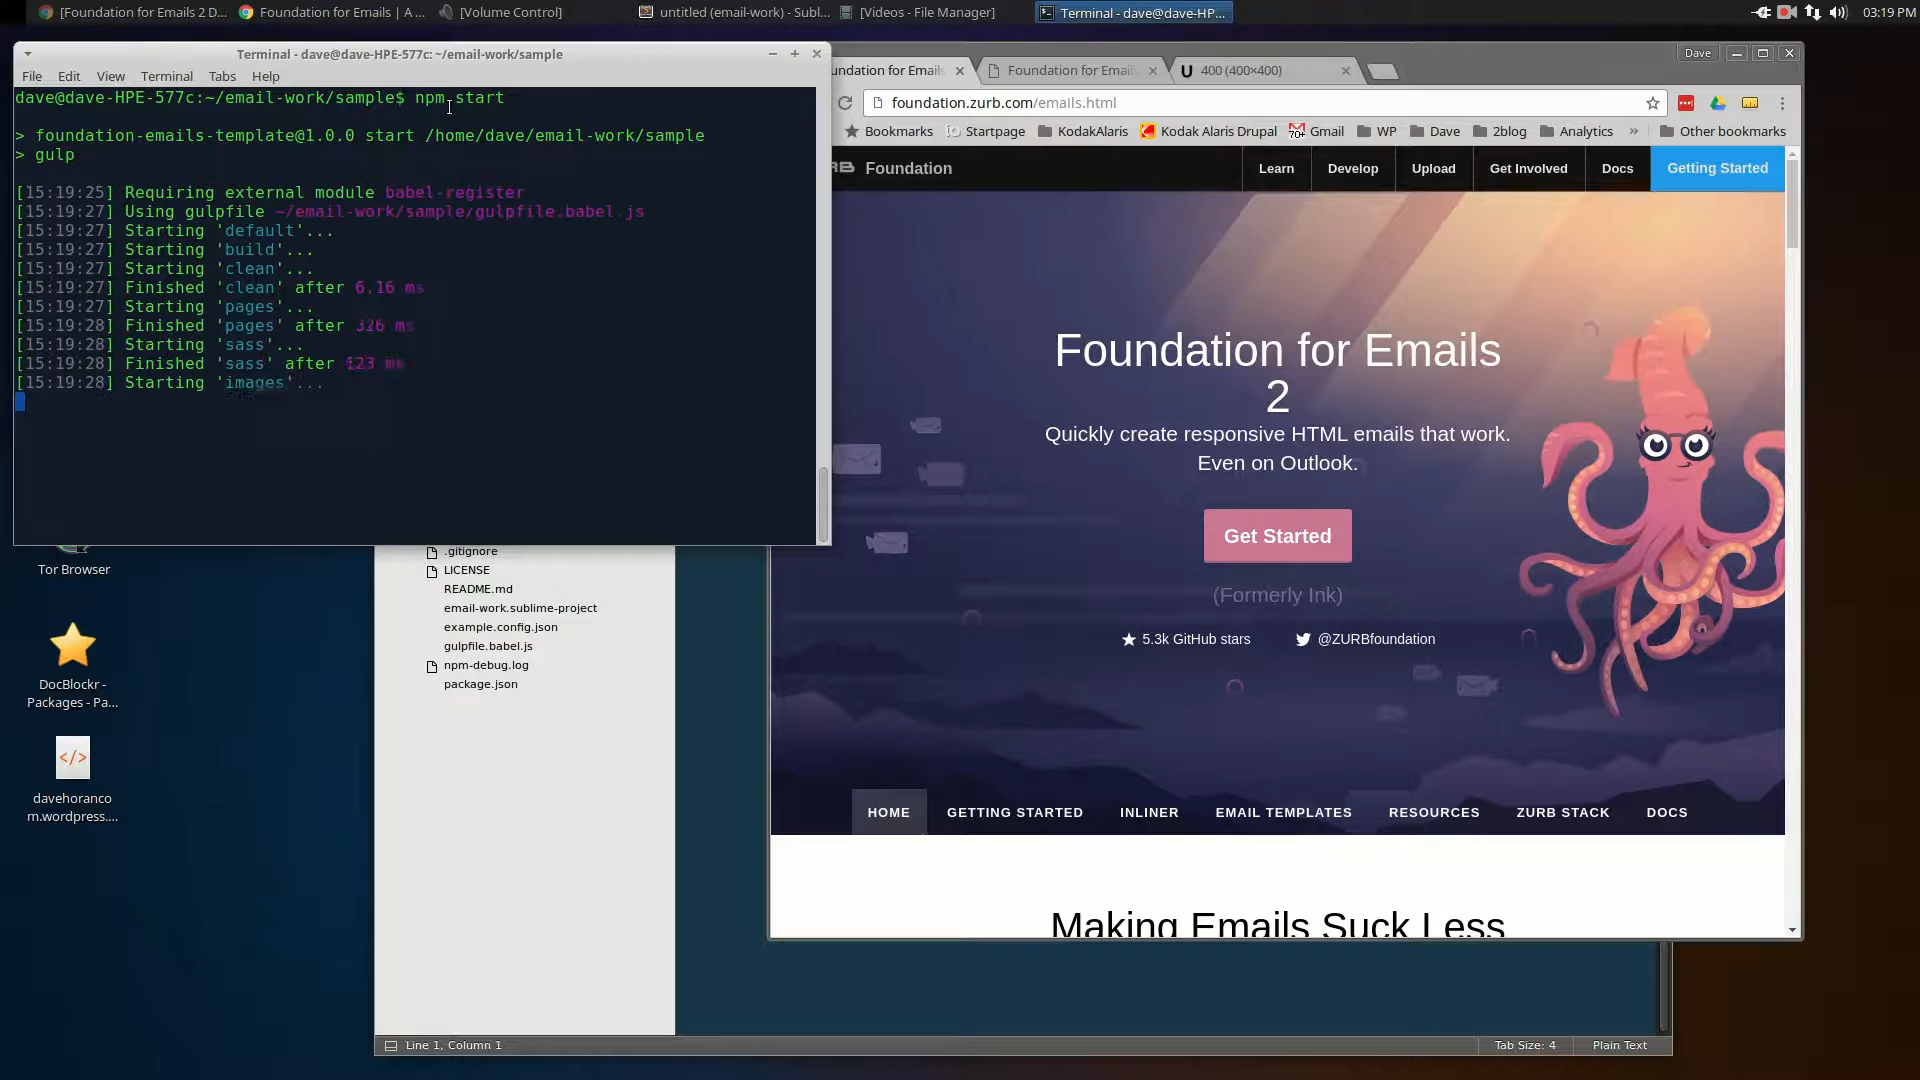 [Foundation for Emails 2 D...
Foundation for Emails | A ...
[Volume Control]
untitled (email-work) - Subl...
[Videos - File Manager]
Terminal - dave@dave-HP...
03:19 PM
Terminal - dave@dave-HPE-577c: ~/email-work/sample
File Edit View Terminal Tabs Help
dave@dave-HPE-577c:~/email-work/sample$ npm start
> foundation-emails-template@1.0.0 start /home/dave/email-work/sample
> gulp
[15:19:25] Requiring external module babel-register
[15:19:27] Using gulpfile ~/email-work/sample/gulpfile.babel.js
[15:19:27] Starting 'default'...
[15:19:27] Starting 'build'...
[15:19:27] Starting 'clean'...
[15:19:27] Finished 'clean' after 6.16 ms
[15:19:27] Starting 'pages'...
[15:19:28] Finished 'pages' after 326 ms
[15:19:28] Starting 'sass'...
[15:19:28] Finished 'sass' after 123 ms
[15:19:28] Starting 'images'...
Tor Browser
DocBlockr -
Packages - Pa...
</>
davehoranco
m.wordpress....
.gitignore
LICENSE
README.md
email-work.sublime-project
example.config.json
gulpfile.babel.js
npm-debug.log
package.json
Line 1, Column 1
Tab Size: 4
Plain Text
undation for Emails
Foundation for Email
U 400 (400×400)
Dave
foundation.zurb.com/emails.html
Bookmarks Startpage KodakAlaris Kodak Alaris Drupal 70+ Gmail WP Dave 2blog Analytics » Other bookmarks
RB Foundation
Learn Develop Upload Get Involved Docs Getting Started
Foundation for Emails
2
Quickly create responsive HTML emails that work.
Even on Outlook.
Get Started
(Formerly Ink)
5.3k GitHub stars
@ZURBfoundation
HOME GETTING STARTED INLINER EMAIL TEMPLATES RESOURCES ZURB STACK DOCS
Making Emails Suck Less